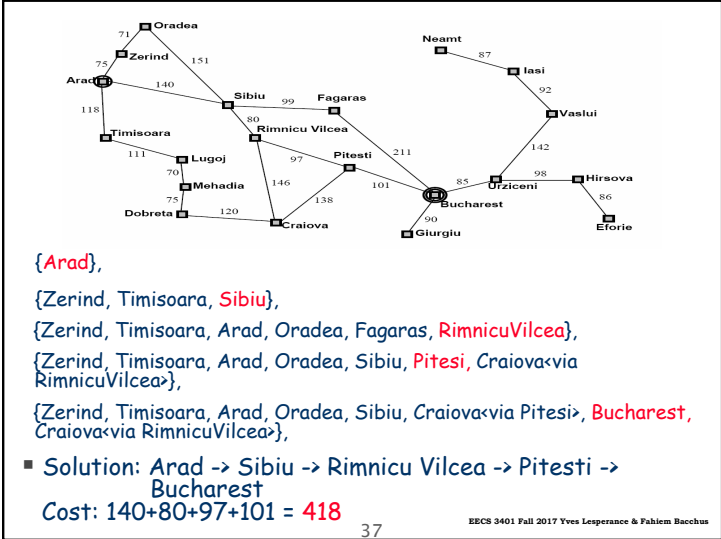 Oradea
71
Neamt
87
Zerind
151
75
Iasi
Arad
140
92
Sibiu
99
Fagaras
118
Vaslui
80
Timisoara
Rimnicu Vilcea
111
Lugoj
97
Pitesti
211
142
70
98
Hirsova
Mehadia
146
101
85
Urziceni
75
138
86
Bucharest
Dobreta
120
90
Craiova
Giurgiu
Eforie
{Arad},
{Zerind, Timisoara, Sibiu},
{Zerind, Timisoara, Arad, Oradea, Fagaras, RimnicuVilcea},
{Zerind, Timisoara, Arad, Oradea, Sibiu, Pitesi, Craiova<via
RimnicuVilcea>},
{Zerind, Timisoara, Arad, Oradea, Sibiu, Craiova<via Pitesi>, Bucharest,
Craiova<via RimnicuVilcea>},
▪ Solution: Arad -> Sibiu -> Rimnicu Vilcea -> Pitesti ->
Bucharest
Cost: 140+80+97+101 = 418
37
EECS 3401 Fall 2017 Yves Lesperance & Fahiem Bacchus